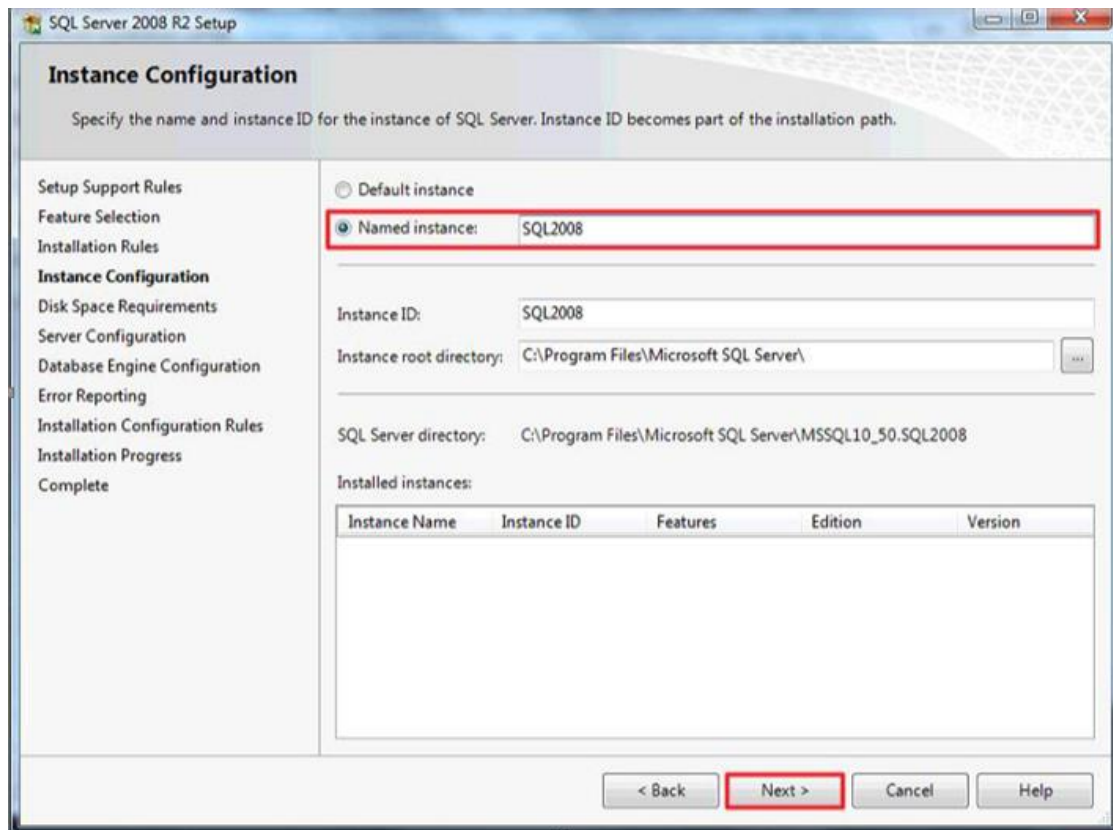 SQL Server 2008 R2 Setup
Instance Configuration
Specify the name and instance ID for the instance of SQL Server. Instance ID becomes part of the installation path.
Setup Support Rules
Feature Selection
Installation Rules
Instance Configuration
Disk Space Requirements
Server Configuration
Database Engine Configuration
Error Reporting
Installation Configuration Rules
Installation Progress
Complete
Default instance
Named instance: SQL2008
Instance ID: SQL2008
Instance root directory: C:\Program Files\Microsoft SQL Server\ ...
SQL Server directory: C:\Program Files\Microsoft SQL Server\MSSQL10_50.SQL2008
Installed instances:
Instance Name Instance ID Features Edition Version
< Back Next > Cancel Help